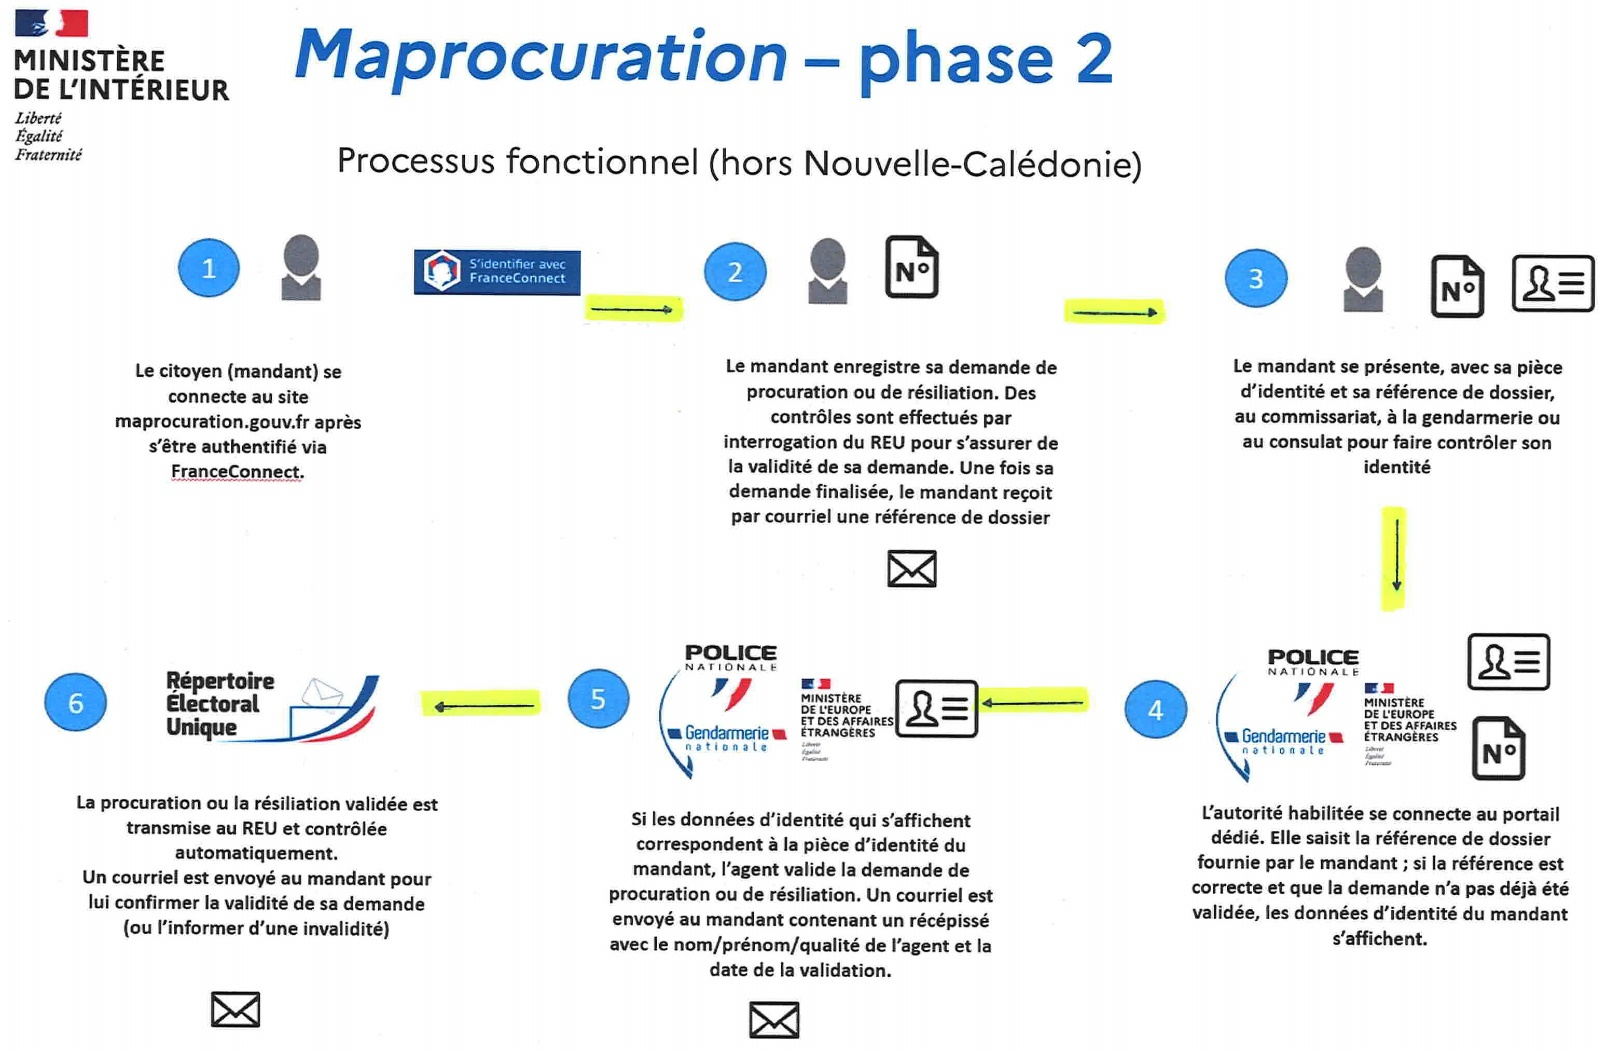 MINISTÈRE
DE L'INTÉRIEUR
Liberté
Égalité
Fraternité
Maprocuration – phase 2
Processus fonctionnel (hors Nouvelle-Calédonie)
1
S'identifier avec
FranceConnect
Le citoyen (mandant) se
connecte au site
maprocuration.gouv.fr après
s'être authentifié via
FranceConnect.
2
N°
Le mandant enregistre sa demande de
procuration ou de résiliation. Des
contrôles sont effectués par
interrogation du REU pour s'assurer de
la validité de sa demande. Une fois sa
demande finalisée, le mandant reçoit
par courriel une référence de dossier
3
N°
Le mandant se présente, avec sa pièce
d'identité et sa référence de dossier,
au commissariat, à la gendarmerie ou
au consulat pour faire contrôler son
identité
4
POLICE
NATIONALE
Gendarmerie
nationale
MINISTÈRE
DE L'EUROPE
ET DES AFFAIRES
ÉTRANGÈRES
Liberté
Égalité
Fraternité
N°
L'autorité habilitée se connecte au portail
dédié. Elle saisit la référence de dossier
fournie par le mandant ; si la référence est
correcte et que la demande n'a pas déjà été
validée, les données d'identité du mandant
s'affichent.
5
POLICE
NATIONALE
Gendarmerie
nationale
MINISTÈRE
DE L'EUROPE
ET DES AFFAIRES
ÉTRANGÈRES
Liberté
Égalité
Fraternité
Si les données d'identité qui s'affichent
correspondent à la pièce d'identité du
mandant, l'agent valide la demande de
procuration ou de résiliation. Un courriel est
envoyé au mandant contenant un récépissé
avec le nom/prénom/qualité de l'agent et la
date de la validation.
6
Répertoire
Électoral
Unique
La procuration ou la résiliation validée est
transmise au REU et contrôlée
automatiquement.
Un courriel est envoyé au mandant pour
lui confirmer la validité de sa demande
(ou l'informer d'une invalidité)